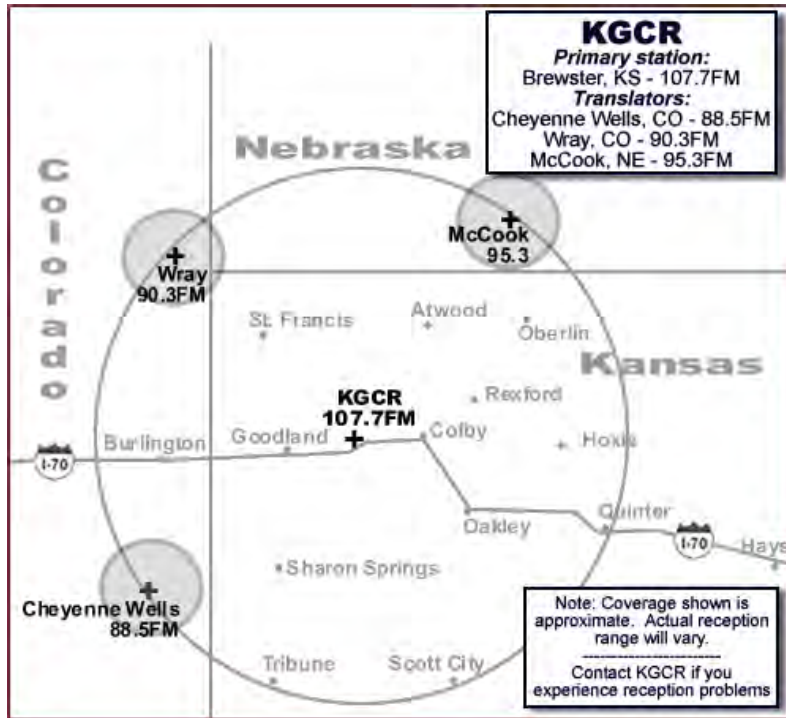 KGCR
Primary station:
Brewster, KS - 107.7FM
Translators:
Cheyenne Wells, CO - 88.5FM
Wray, CO - 90.3FM
McCook, NE - 95.3FM
Nebraska
Colorado
McCook
95.3
Wray
90.3FM
St. Francis
Atwood
Oberlin
Kansas
Rexford
KGCR
107.7FM
Burlington
Goodland
Colby
Hoxie
I-70
Oakley
Quinter
I-70
Hays
Sharon Springs
Cheyenne Wells
88.5FM
Tribune
Scott City
Note: Coverage shown is
approximate. Actual reception
range will vary.
-------------------------
Contact KGCR if you
experience reception problems